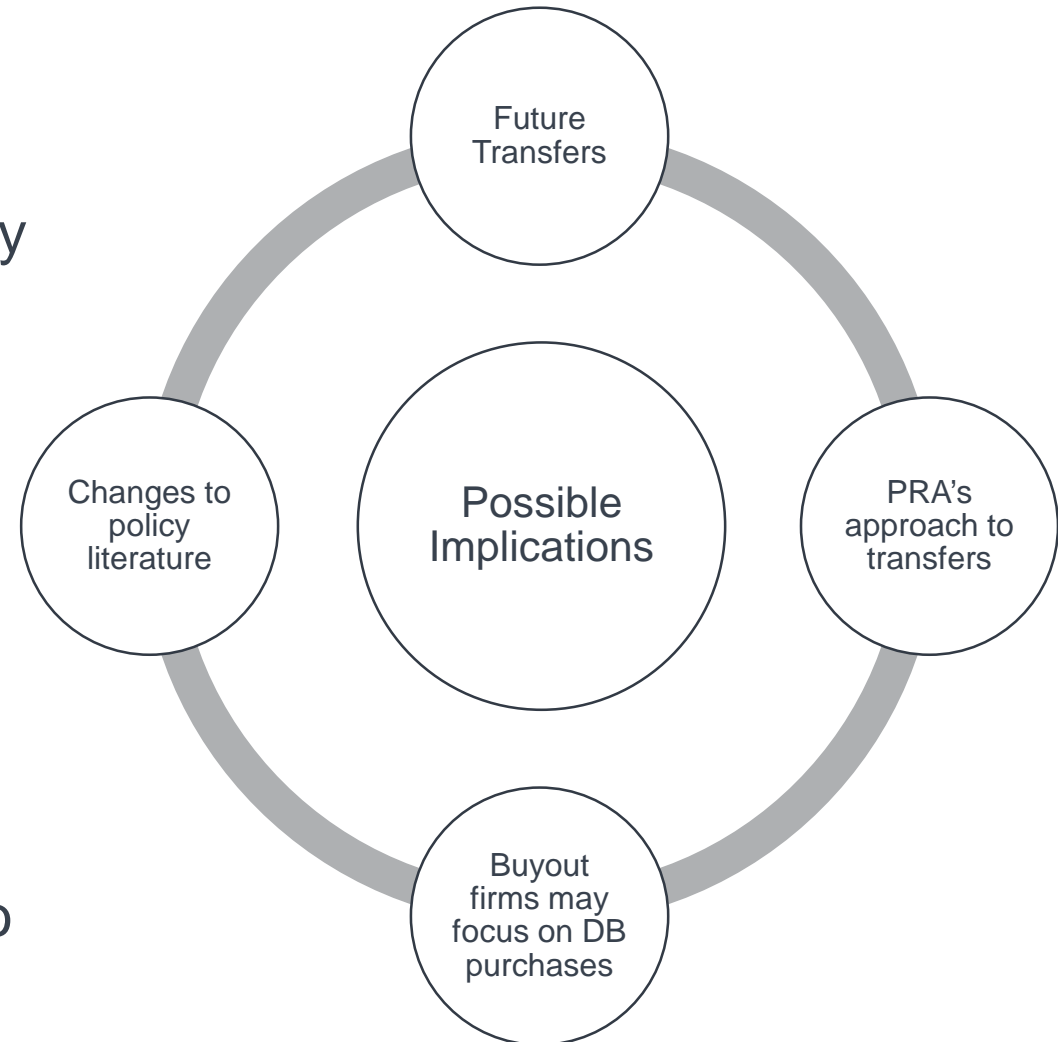 Future
Transfers
y
Changes to
policy
literature
Possible
Implications
PRA’s
approach to
transfers
Buyout
firms may
focus on DB
purchases